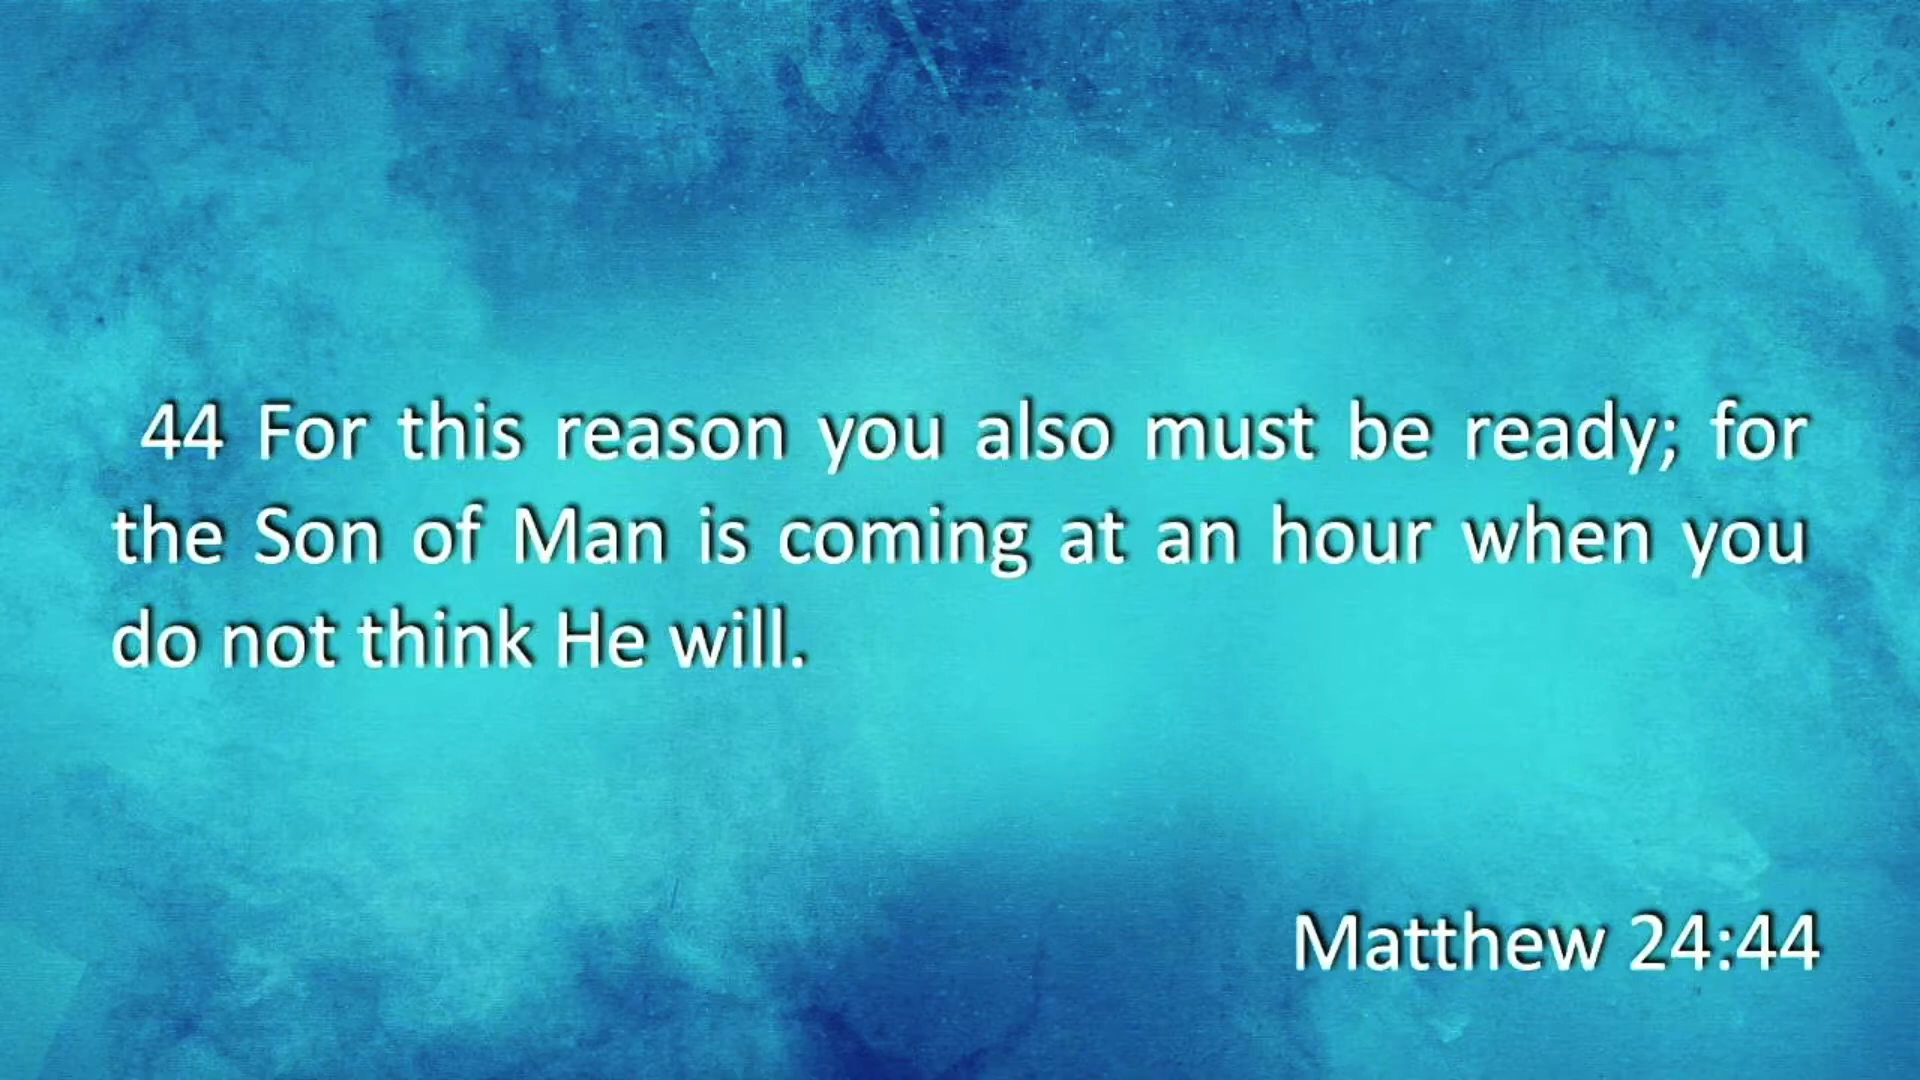 44 For this reason you also must be ready; for
the Son of Man is coming at an hour when you
do not think He will.
Matthew 24:44